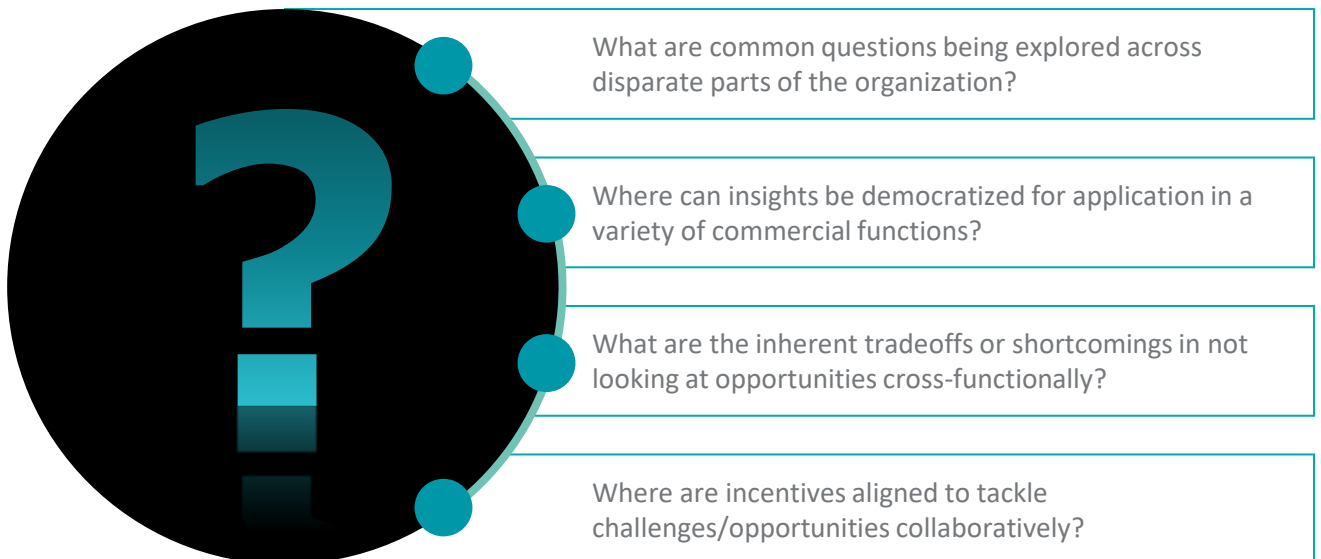 ?
What are common questions being explored across
disparate parts of the organization?
Where can insights be democratized for application in a
variety of commercial functions?
What are the inherent tradeoffs or shortcomings in not
looking at opportunities cross-functionally?
Where are incentives aligned to tackle
challenges/opportunities collaboratively?